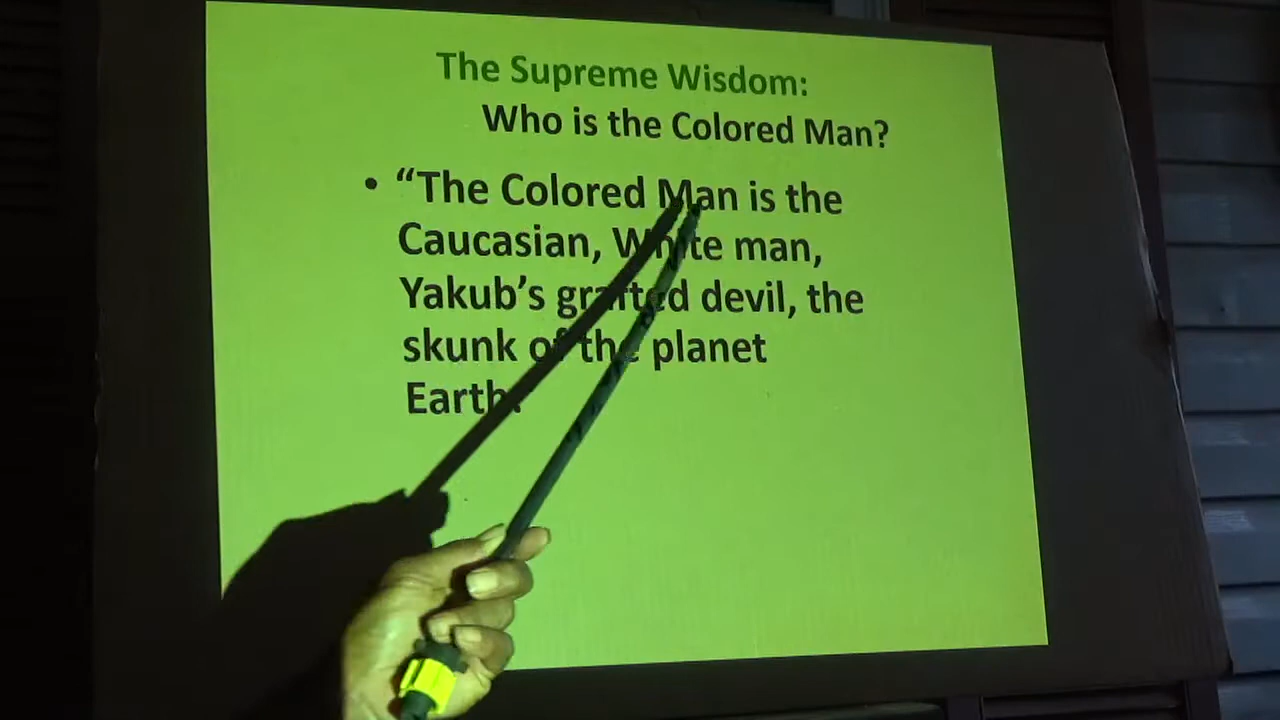 The Supreme Wisdom:
Who is the Colored Man?
• “The Colored Man is the
Caucasian, White man,
Yakub’s grafted devil, the
skunk of the planet
Earth.